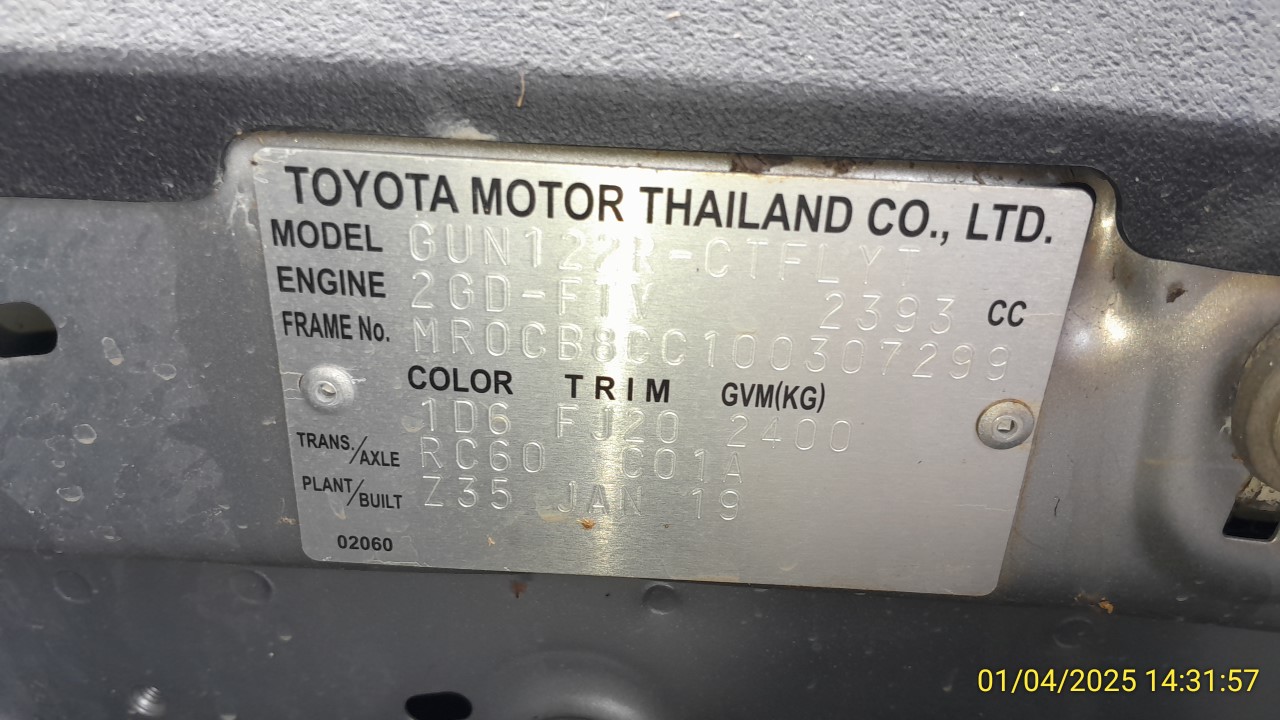 TOYOTA MOTOR THAILAND CO., LTD.
MODEL GUN122R-CTFLYT
ENGINE 2GD-FTV 2393 CC
FRAME No. MR0CB8CC100307299
COLOR TRIM GVM(KG)
1D6 FJ20 2400
TRANS./AXLE RC60 C01A
PLANT/BUILT Z35 JAN 19
02060
01/04/2025 14:31:57